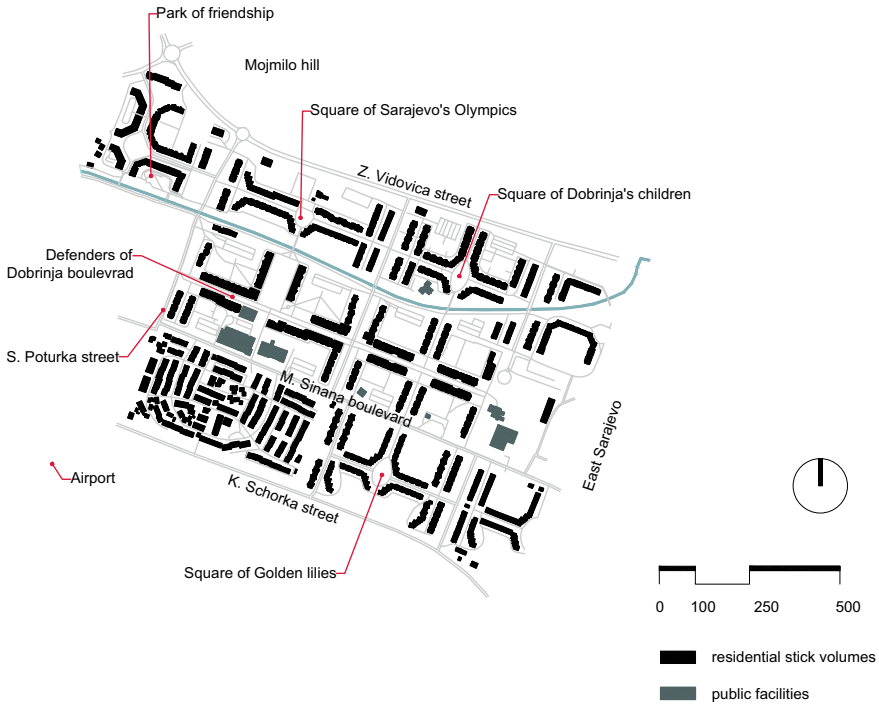 Park of friendship
Mojmilo hill
Square of Sarajevo's Olympics
Z. Vidovica street
Square of Dobrinja's children
Defenders of
Dobrinja boulevrad
S. Poturka street
M. Sinana boulevard
East Sarajevo
Airport
K. Schorka street
Square of Golden lilies
0 100 250 500
residential stick volumes
public facilities